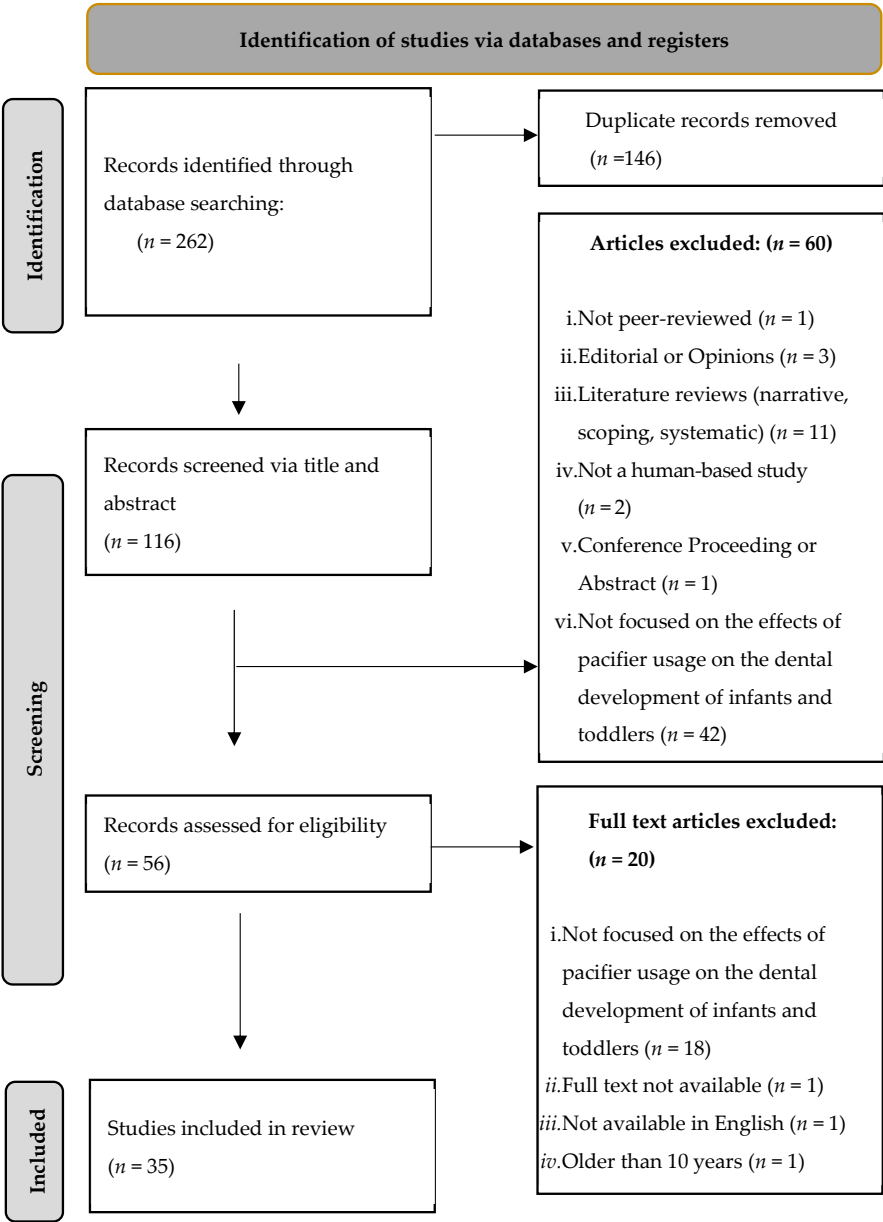 Identification of studies via databases and registers
Identification
Records identified through
database searching:
(n = 262)
Duplicate records removed
(n =146)
Screening
Records screened via title and
abstract
(n = 116)
Articles excluded: (n = 60)
i.Not peer-reviewed (n = 1)
ii.Editorial or Opinions (n = 3)
iii.Literature reviews (narrative,
scoping, systematic) (n = 11)
iv.Not a human-based study
(n = 2)
v.Conference Proceeding or
Abstract (n = 1)
vi.Not focused on the effects of
pacifier usage on the dental
development of infants and
toddlers (n = 42)
Records assessed for eligibility
(n = 56)
Full text articles excluded:
(n = 20)
i.Not focused on the effects of
pacifier usage on the dental
development of infants and
toddlers (n = 18)
ii.Full text not available (n = 1)
iii.Not available in English (n = 1)
iv.Older than 10 years (n = 1)
Included
Studies included in review
(n = 35)